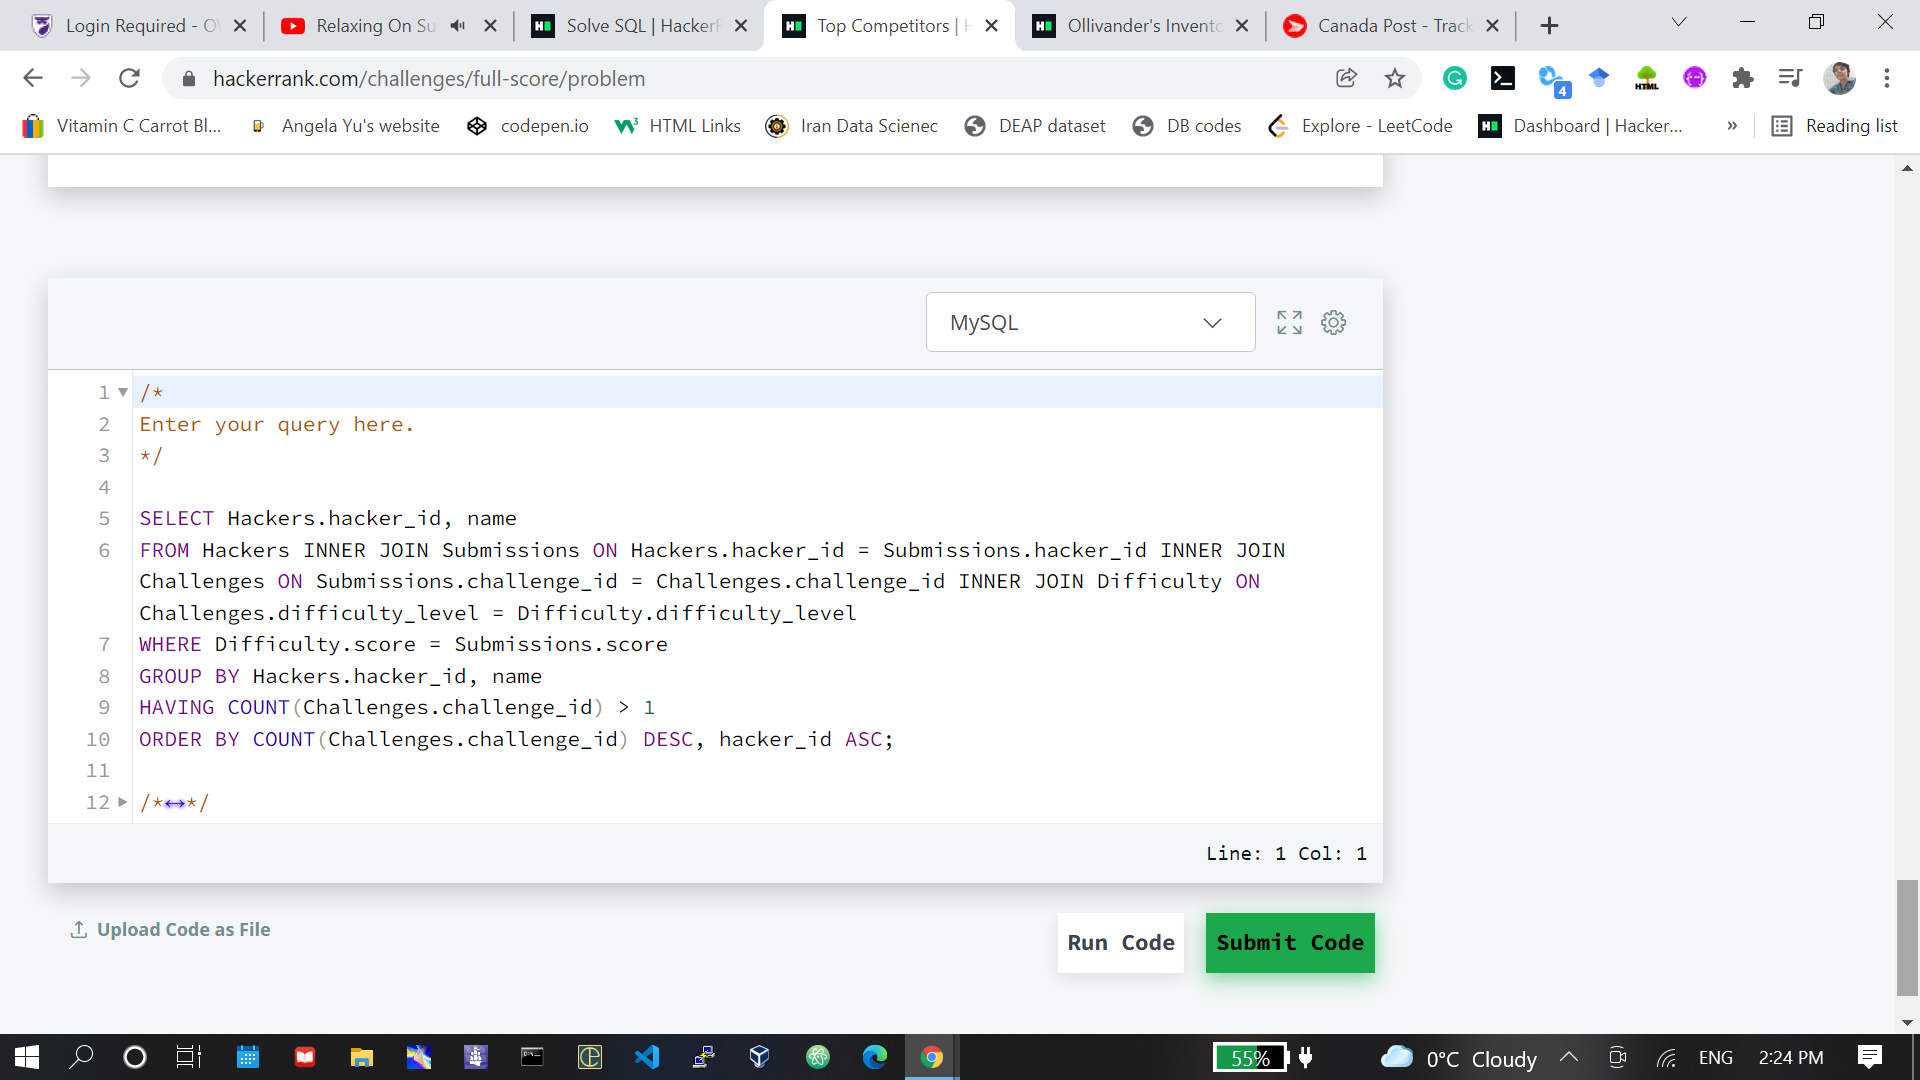 Login Required - O
Relaxing On Su
Solve SQL | Hacker
Top Competitors |
Ollivander's Invento
Canada Post - Track
hackerrank.com/challenges/full-score/problem
4
HTML
Vitamin C Carrot Bl...
Angela Yu's website
codepen.io
HTML Links
Iran Data Scienec
DEAP dataset
DB codes
Explore - LeetCode
Dashboard | Hacker...
»
Reading list
MySQL
1 /*
2 Enter your query here.
3 */
4
5 SELECT Hackers.hacker_id, name
6 FROM Hackers INNER JOIN Submissions ON Hackers.hacker_id = Submissions.hacker_id INNER JOIN
Challenges ON Submissions.challenge_id = Challenges.challenge_id INNER JOIN Difficulty ON
Challenges.difficulty_level = Difficulty.difficulty_level
7 WHERE Difficulty.score = Submissions.score
8 GROUP BY Hackers.hacker_id, name
9 HAVING COUNT(Challenges.challenge_id) > 1
10 ORDER BY COUNT(Challenges.challenge_id) DESC, hacker_id ASC;
11
12 /*↔*/
Line: 1 Col: 1
Upload Code as File
Run Code
Submit Code
55%
0°C Cloudy
ENG
2:24 PM